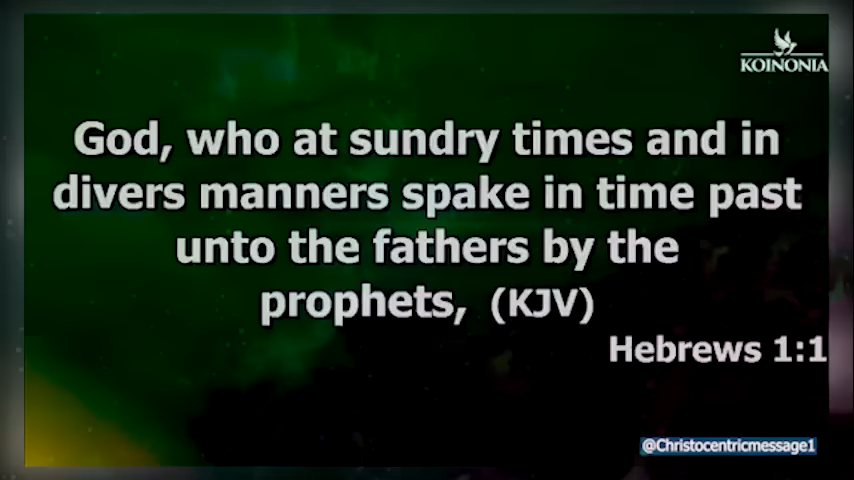 KOINONIA
God, who at sundry times and in
divers manners spake in time past
unto the fathers by the
prophets, (KJV)
Hebrews 1:1
@Christocentricmessage1